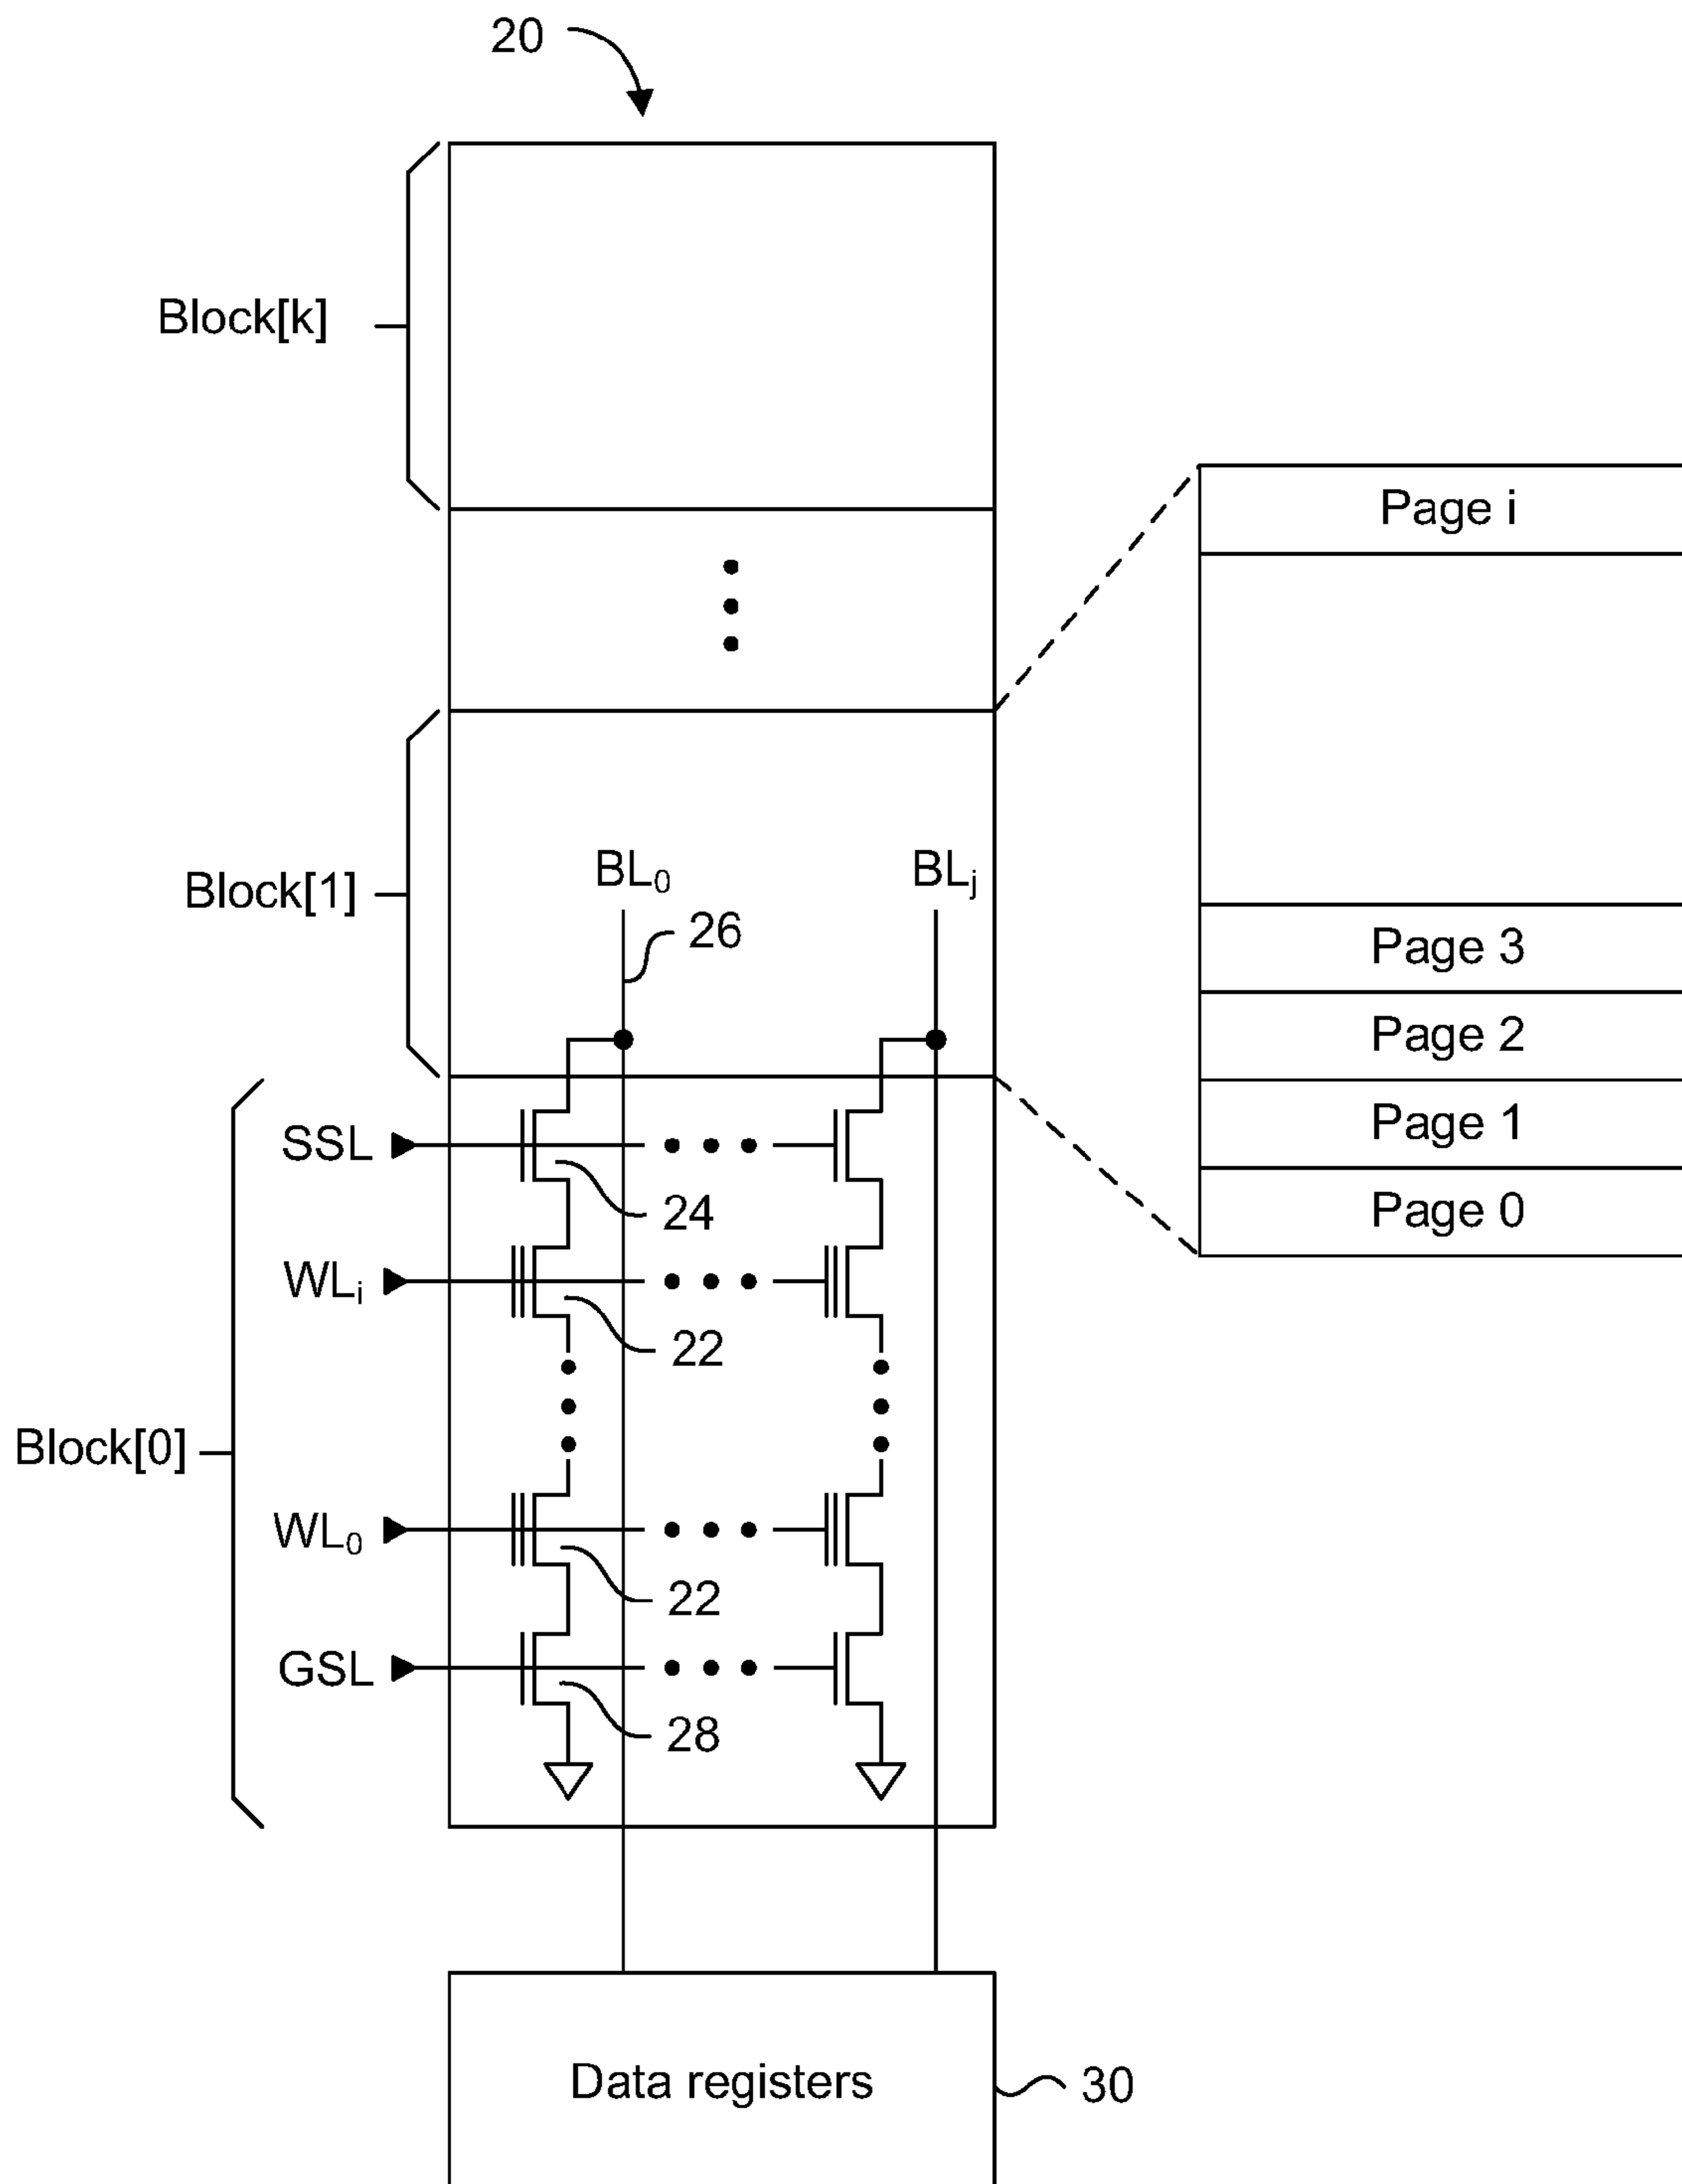 20
Block[k]
Page i
Block[1]
BL₀
BLⱼ
26
Page 3
Page 2
Page 1
Page 0
SSL
24
WLᵢ
22
Block[0]
WL₀
22
GSL
28
Data registers
30